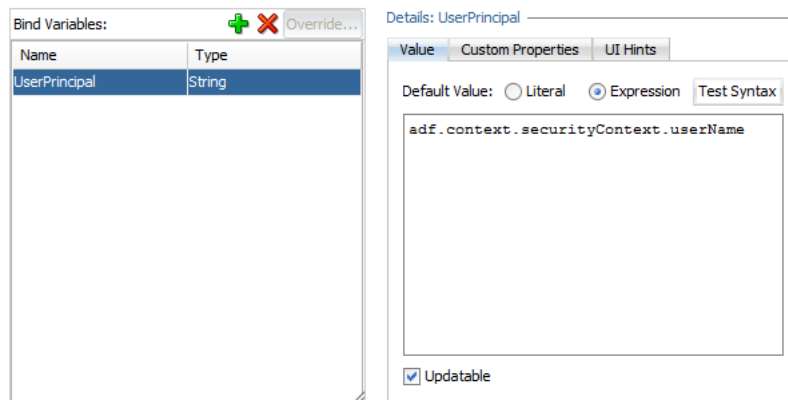 Bind Variables:
Override...
Name Type
UserPrincipal String
Details: UserPrincipal
Value Custom Properties UI Hints
Default Value: Literal Expression Test Syntax
adf.context.securityContext.userName
Updatable